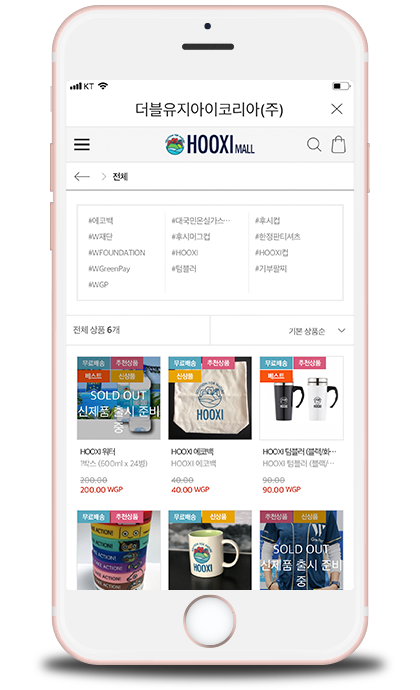 KT
더블유지아이코리아(주)
HOOXI MALL
전체
#에코백
#대국민온실가스…
#후시컵
#W재단
#후시머그컵
#한정판티셔츠
#WFOUNDATION
#HOOXI
#HOOXI컵
#WGreenPay
#텀블러
#기부팔찌
#WGP
전체 상품 6개
기본 상품순
무료배송 추천상품
베스트 신상품
SOLD OUT
신제품 출시 준비
중
HOOXI 워터
1박스 (600ml x 24병)
200.00
200.00 WGP
무료배송 추천상품
신상품
HOOXI
HOOXI 에코백
HOOXI 에코백
40.00
40.00 WGP
무료배송 추천상품
베스트
HOOXI 텀블러 (블랙/화…
HOOXI 텀블러 (블랙/…
90.00
90.00 WGP
무료배송 추천상품
무료배송 신상품
HOOXI
추천상품 신상품
SOLD OUT
신제품 출시 준비
중